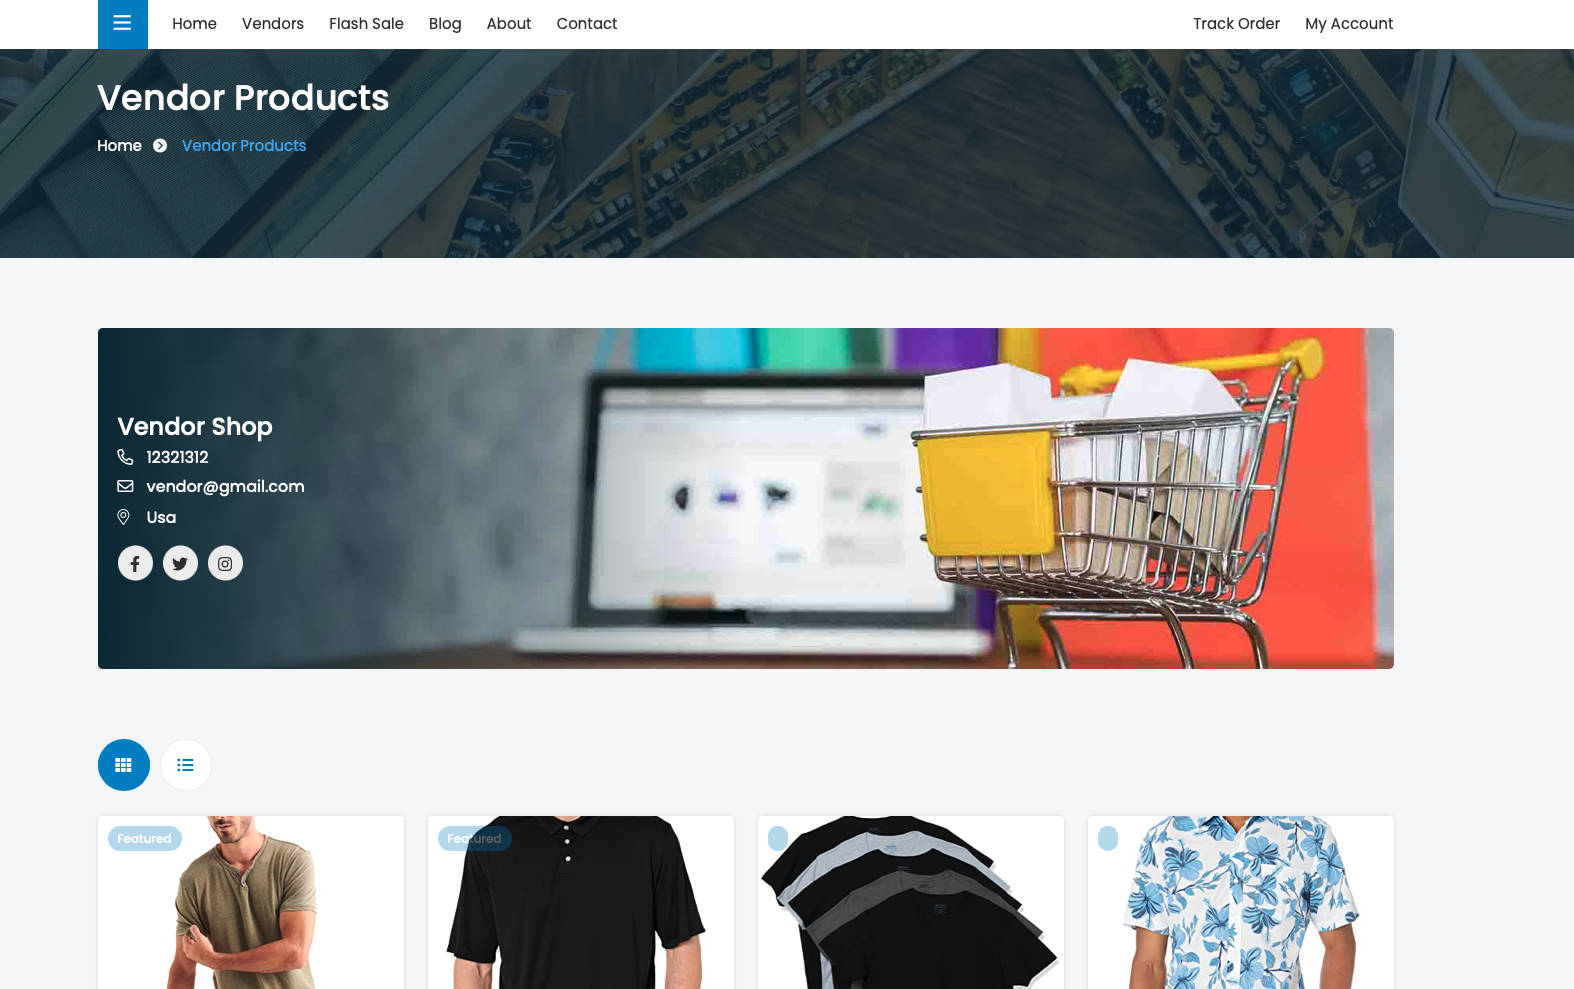 Home Vendors Flash Sale Blog About Contact Track Order My Account
Vendor Products
Home Vendor Products
Vendor Shop
12321312
vendor@gmail.com
Usa
Featured Featured